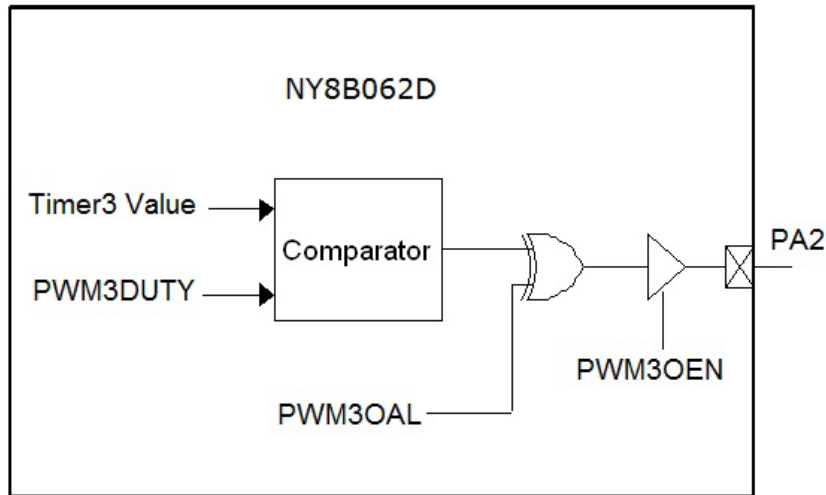 NY8B062D
Timer3 Value
Comparator
PA2
PWM3DUTY
PWM3OEN
PWM3OAL